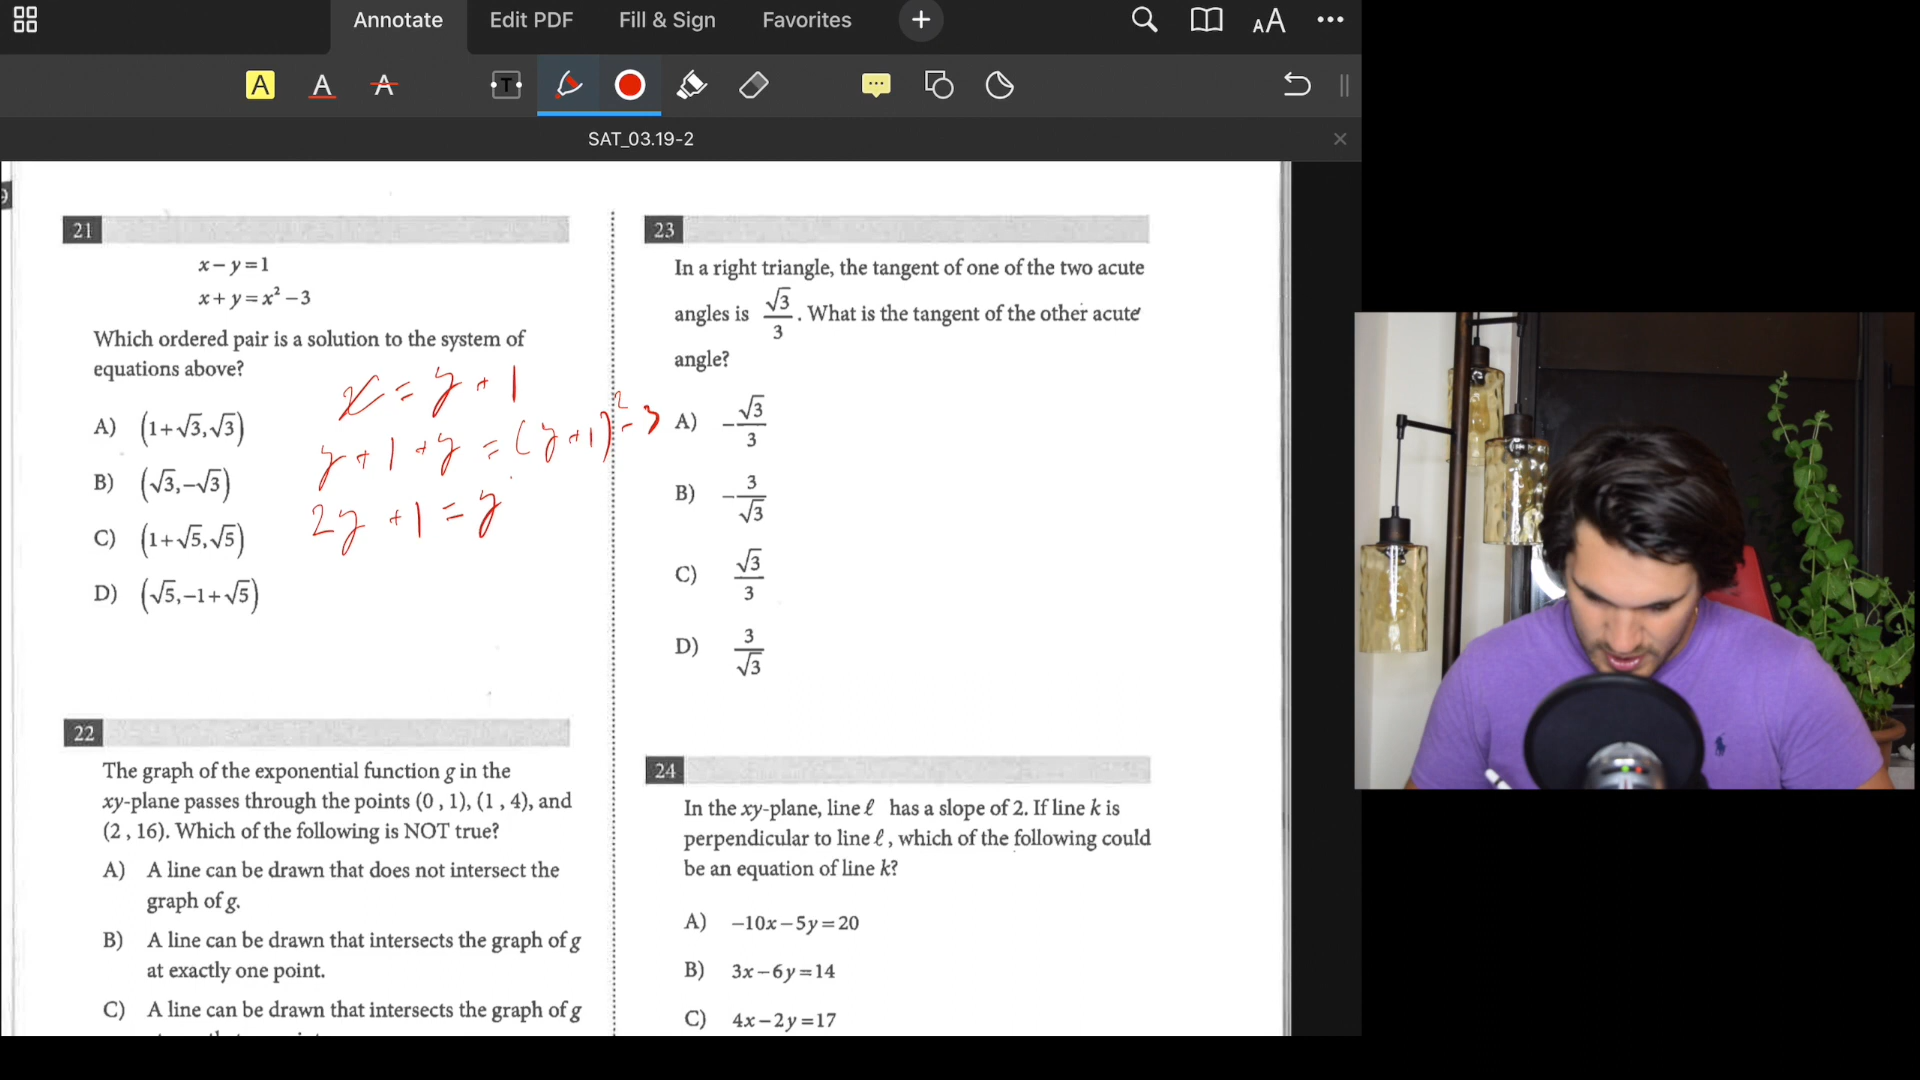 Annotate
Edit PDF
Fill & Sign
Favorites
SAT_03.19-2
21
x − y = 1
x + y = x² − 3
Which ordered pair is a solution to the system of
equations above?
A) (1+√3, √3)
B) (√3, −√3)
C) (1+√5, √5)
D) (√5, −1+√5)
x = y + 1
y + 1 + y = (y+1)² - 3
2y + 1 = y
22
The graph of the exponential function g in the
xy-plane passes through the points (0 , 1), (1 , 4), and
(2 , 16). Which of the following is NOT true?
A) A line can be drawn that does not intersect the
graph of g.
B) A line can be drawn that intersects the graph of g
at exactly one point.
C) A line can be drawn that intersects the graph of g
23
In a right triangle, the tangent of one of the two acute
angles is √3/3. What is the tangent of the other acute
angle?
A) −√3/3
B) −3/√3
C) √3/3
D) 3/√3
24
In the xy-plane, line ℓ has a slope of 2. If line k is
perpendicular to line ℓ, which of the following could
be an equation of line k?
A) −10x − 5y = 20
B) 3x − 6y = 14
C) 4x − 2y = 17